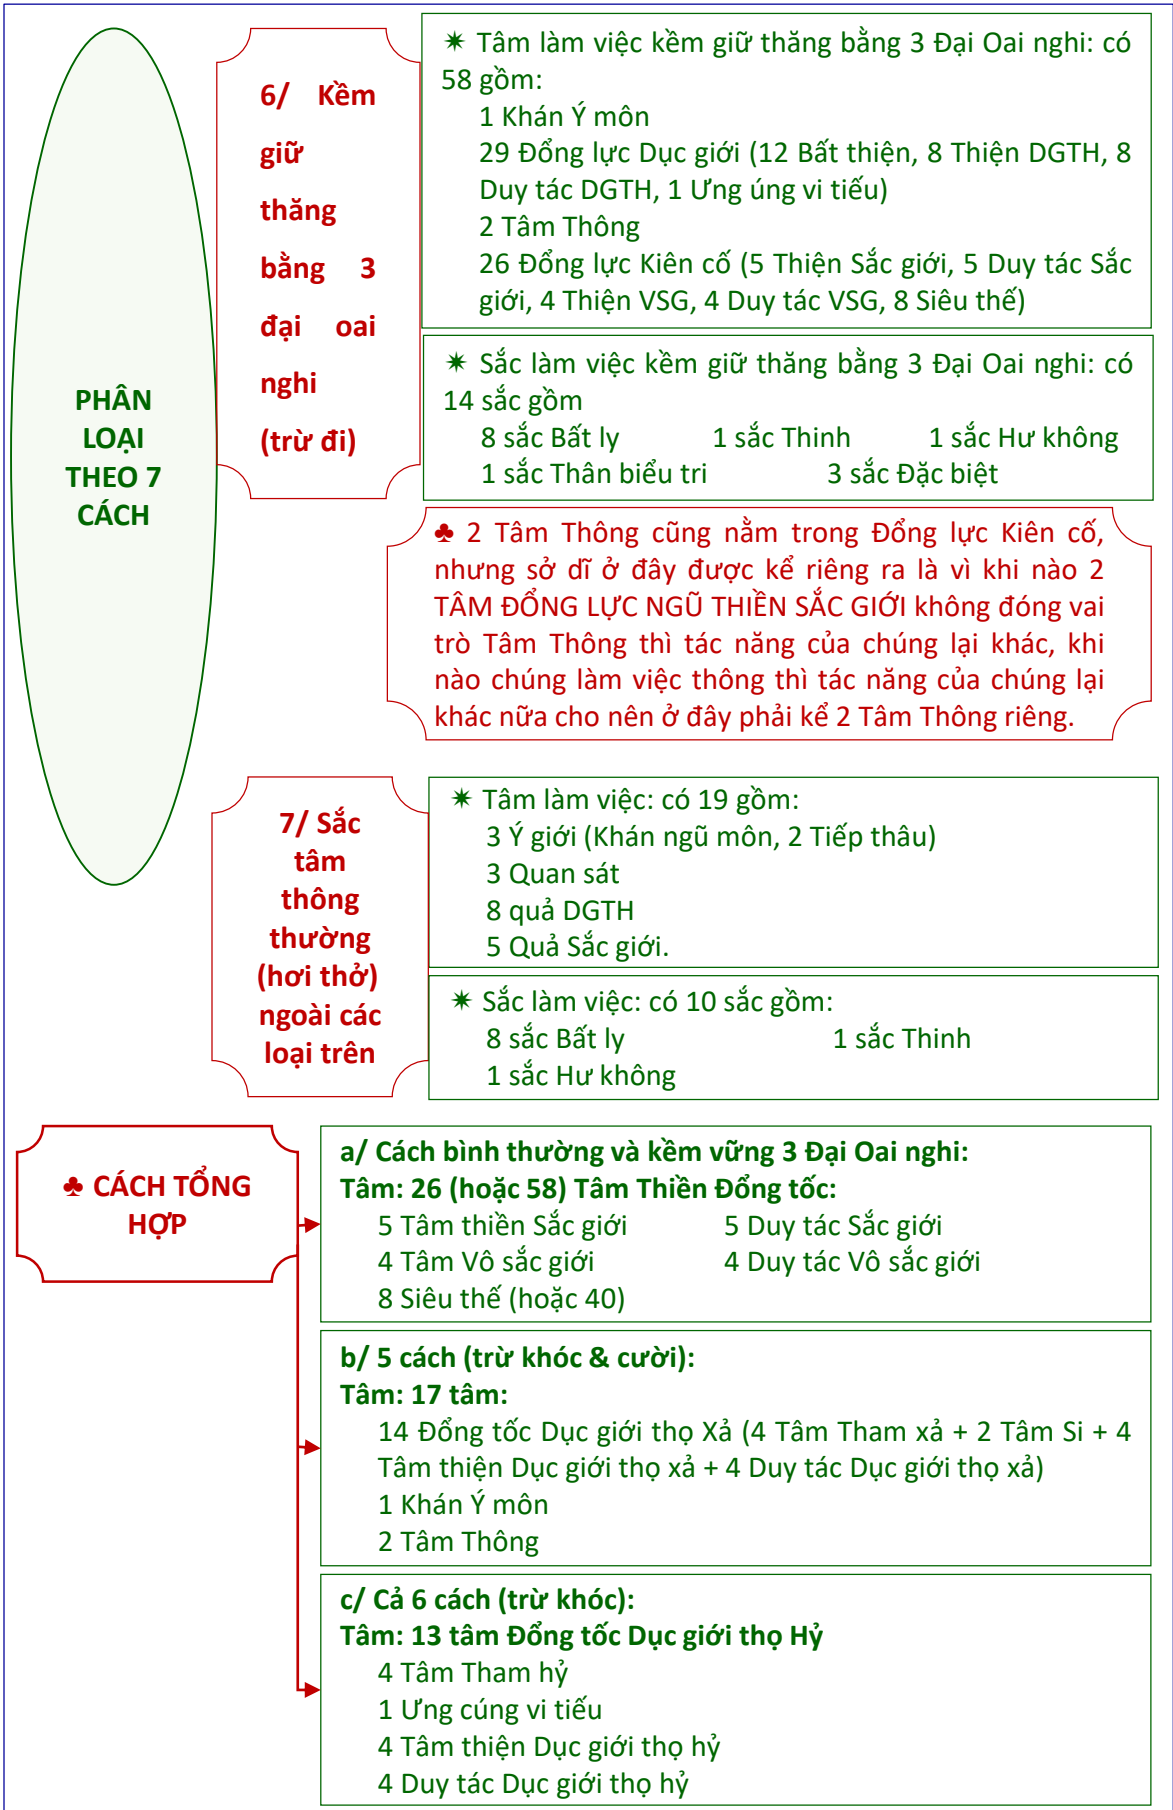 PHÂN
LOẠI
THEO 7
CÁCH
6/ Kềm
giữ
thăng
bằng 3
đại oai
nghi
(trừ đi)
✷ Tâm làm việc kềm giữ thăng bằng 3 Đại Oai nghi: có
58 gồm:
1 Khán Ý môn
29 Đổng lực Dục giới (12 Bất thiện, 8 Thiện DGTH, 8
Duy tác DGTH, 1 Ưng úng vi tiếu)
2 Tâm Thông
26 Đổng lực Kiên cố (5 Thiện Sắc giới, 5 Duy tác Sắc
giới, 4 Thiện VSG, 4 Duy tác VSG, 8 Siêu thế)
✷ Sắc làm việc kềm giữ thăng bằng 3 Đại Oai nghi: có
14 sắc gồm
8 sắc Bất ly 1 sắc Thinh 1 sắc Hư không
1 sắc Thân biểu tri 3 sắc Đặc biệt
♣ 2 Tâm Thông cũng nằm trong Đổng lực Kiên cố,
nhưng sở dĩ ở đây được kể riêng ra là vì khi nào 2
TÂM ĐỔNG LỰC NGŨ THIỀN SẮC GIỚI không đóng vai
trò Tâm Thông thì tác năng của chúng lại khác, khi
nào chúng làm việc thông thì tác năng của chúng lại
khác nữa cho nên ở đây phải kể 2 Tâm Thông riêng.
7/ Sắc
tâm
thông
thường
(hơi thở)
ngoài các
loại trên
✷ Tâm làm việc: có 19 gồm:
3 Ý giới (Khán ngũ môn, 2 Tiếp thâu)
3 Quan sát
8 quả DGTH
5 Quả Sắc giới.
✷ Sắc làm việc: có 10 sắc gồm:
8 sắc Bất ly 1 sắc Thinh
1 sắc Hư không
♣ CÁCH TỔNG
HỢP
a/ Cách bình thường và kềm vững 3 Đại Oai nghi:
Tâm: 26 (hoặc 58) Tâm Thiền Đổng tốc:
5 Tâm thiền Sắc giới 5 Duy tác Sắc giới
4 Tâm Vô sắc giới 4 Duy tác Vô sắc giới
8 Siêu thế (hoặc 40)
b/ 5 cách (trừ khóc & cười):
Tâm: 17 tâm:
14 Đổng tốc Dục giới thọ Xả (4 Tâm Tham xả + 2 Tâm Si + 4
Tâm thiện Dục giới thọ xả + 4 Duy tác Dục giới thọ xả)
1 Khán Ý môn
2 Tâm Thông
c/ Cả 6 cách (trừ khóc):
Tâm: 13 tâm Đổng tốc Dục giới thọ Hỷ
4 Tâm Tham hỷ
1 Ưng cúng vi tiếu
4 Tâm thiện Dục giới thọ hỷ
4 Duy tác Dục giới thọ hỷ